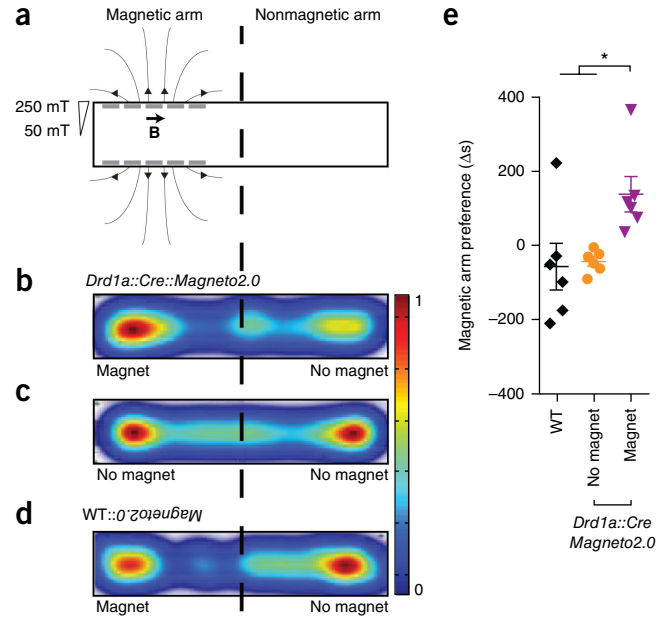 a
Magnetic arm
Nonmagnetic arm
250 mT
50 mT
B
b
Drd1a::Cre::Magneto2.0
1
Magnet
No magnet
c
No magnet
No magnet
d
WT::Magneto2.0
Magnet
No magnet
0
e
*
Magnetic arm preference (Δs)
400
200
0
−200
−400
WT
No magnet
Magnet
Drd1a::Cre
Magneto2.0